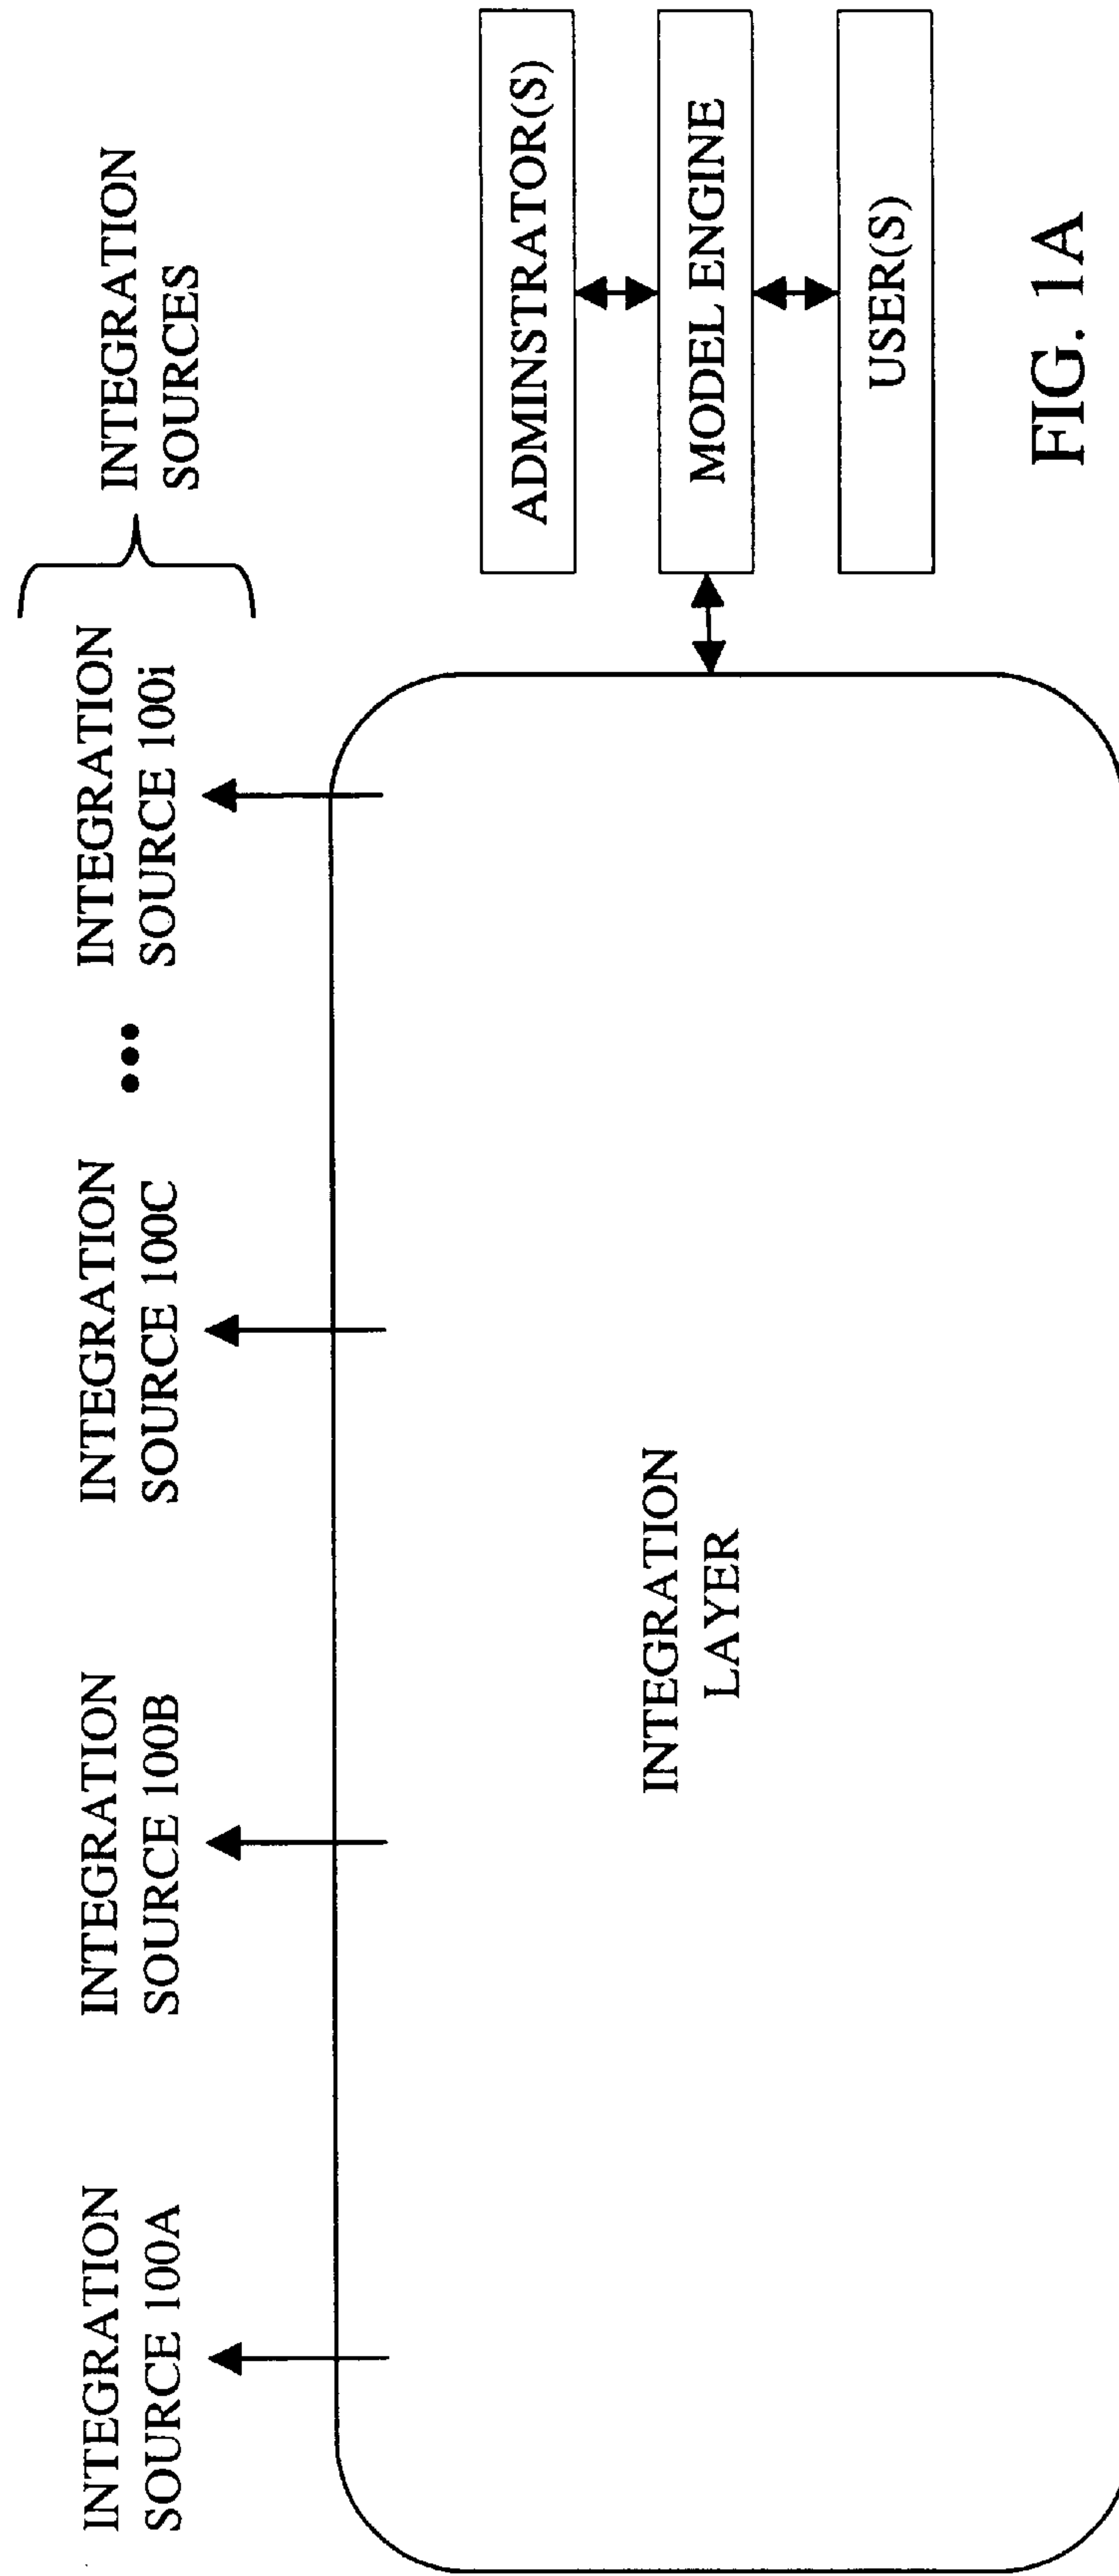 INTEGRATION
SOURCE 100A
INTEGRATION
SOURCE 100B
INTEGRATION
SOURCE 100C
•••
INTEGRATION
SOURCE 100i
INTEGRATION
SOURCES
INTEGRATION
LAYER
ADMINSTRATOR(S)
MODEL ENGINE
USER(S)
FIG. 1A